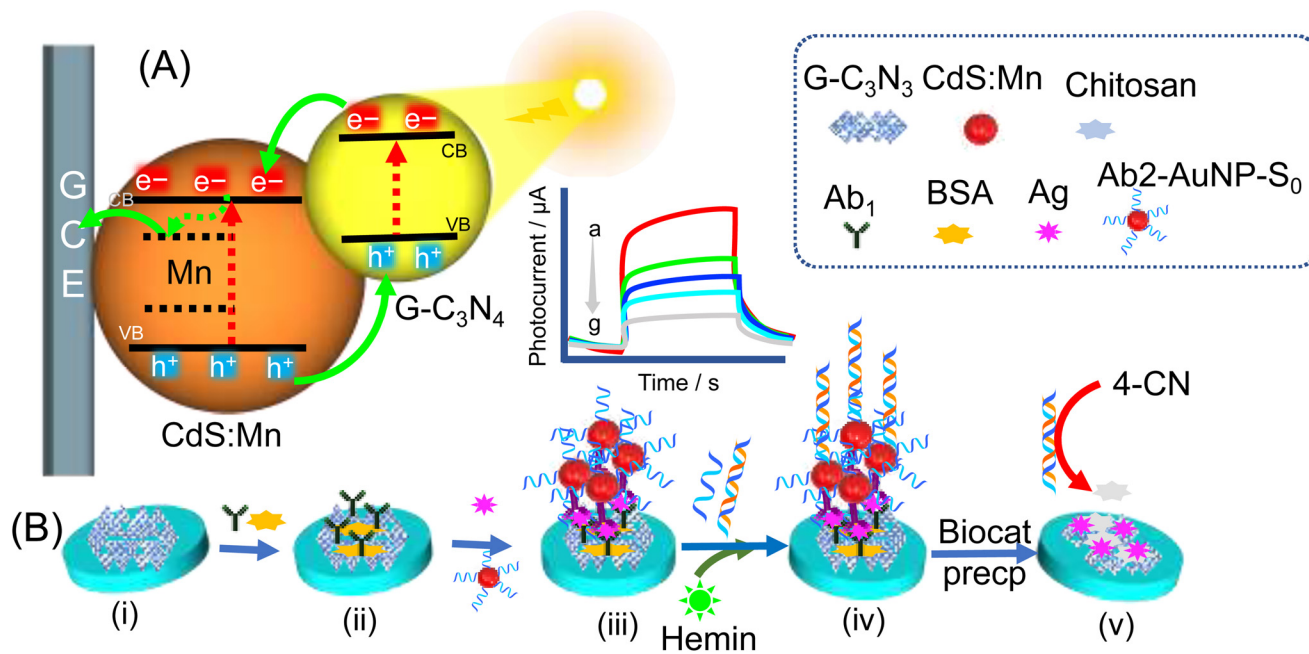 (A)
G
C
E
e– e– e–
CB
Mn
VB
h⁺ h⁺ h⁺
CdS:Mn
e– e–
CB
VB
h⁺ h⁺
G-C₃N₄
Photocurrent / µA
a
g
Time / s
G-C₃N₃ CdS:Mn Chitosan
Ab₁ BSA Ag Ab2-AuNP-S₀
(B)
(i)
(ii)
(iii)
Hemin
(iv)
Biocat
precp
4-CN
(v)